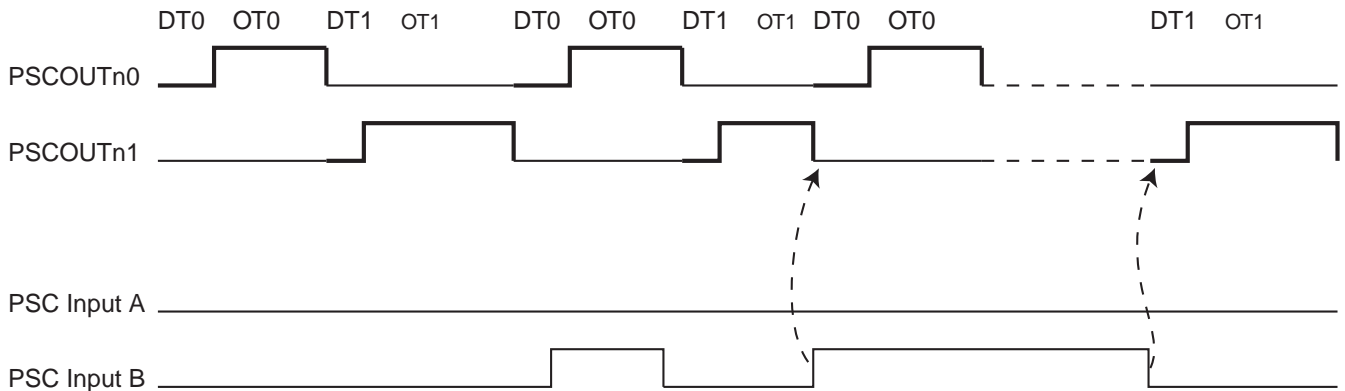 DT0 OT0 DT1 OT1 DT0 OT0 DT1 OT1 DT0 OT0 DT1 OT1
PSCOUTn0
PSCOUTn1
PSC Input A
PSC Input B